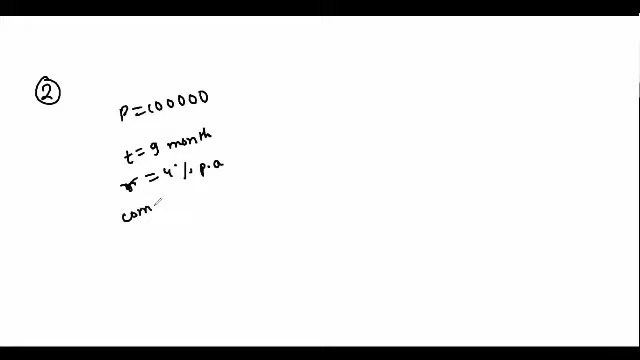 ②
P = 100000
t = 9 month
r = 4% p.a
com